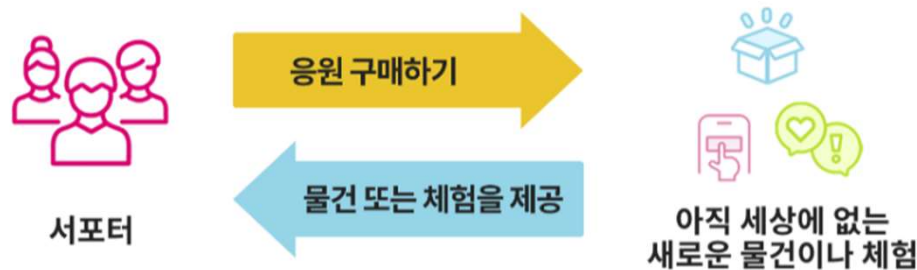 응원 구매하기
물건 또는 체험을 제공
서포터
아직 세상에 없는
새로운 물건이나 체험